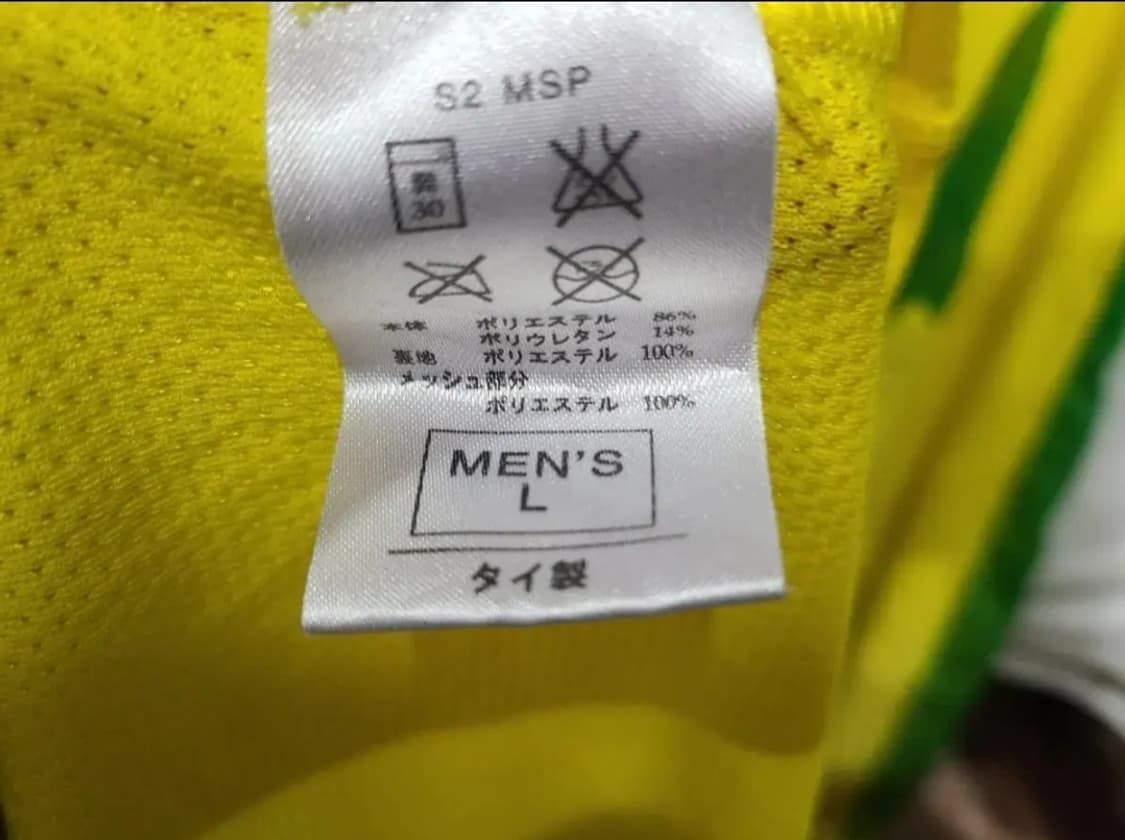 S2 MSP
弱
30
本体 ポリエステル 86%
ポリウレタン 14%
裏地 ポリエステル 100%
メッシュ部分
ポリエステル 100%
MEN'S
L
タイ製